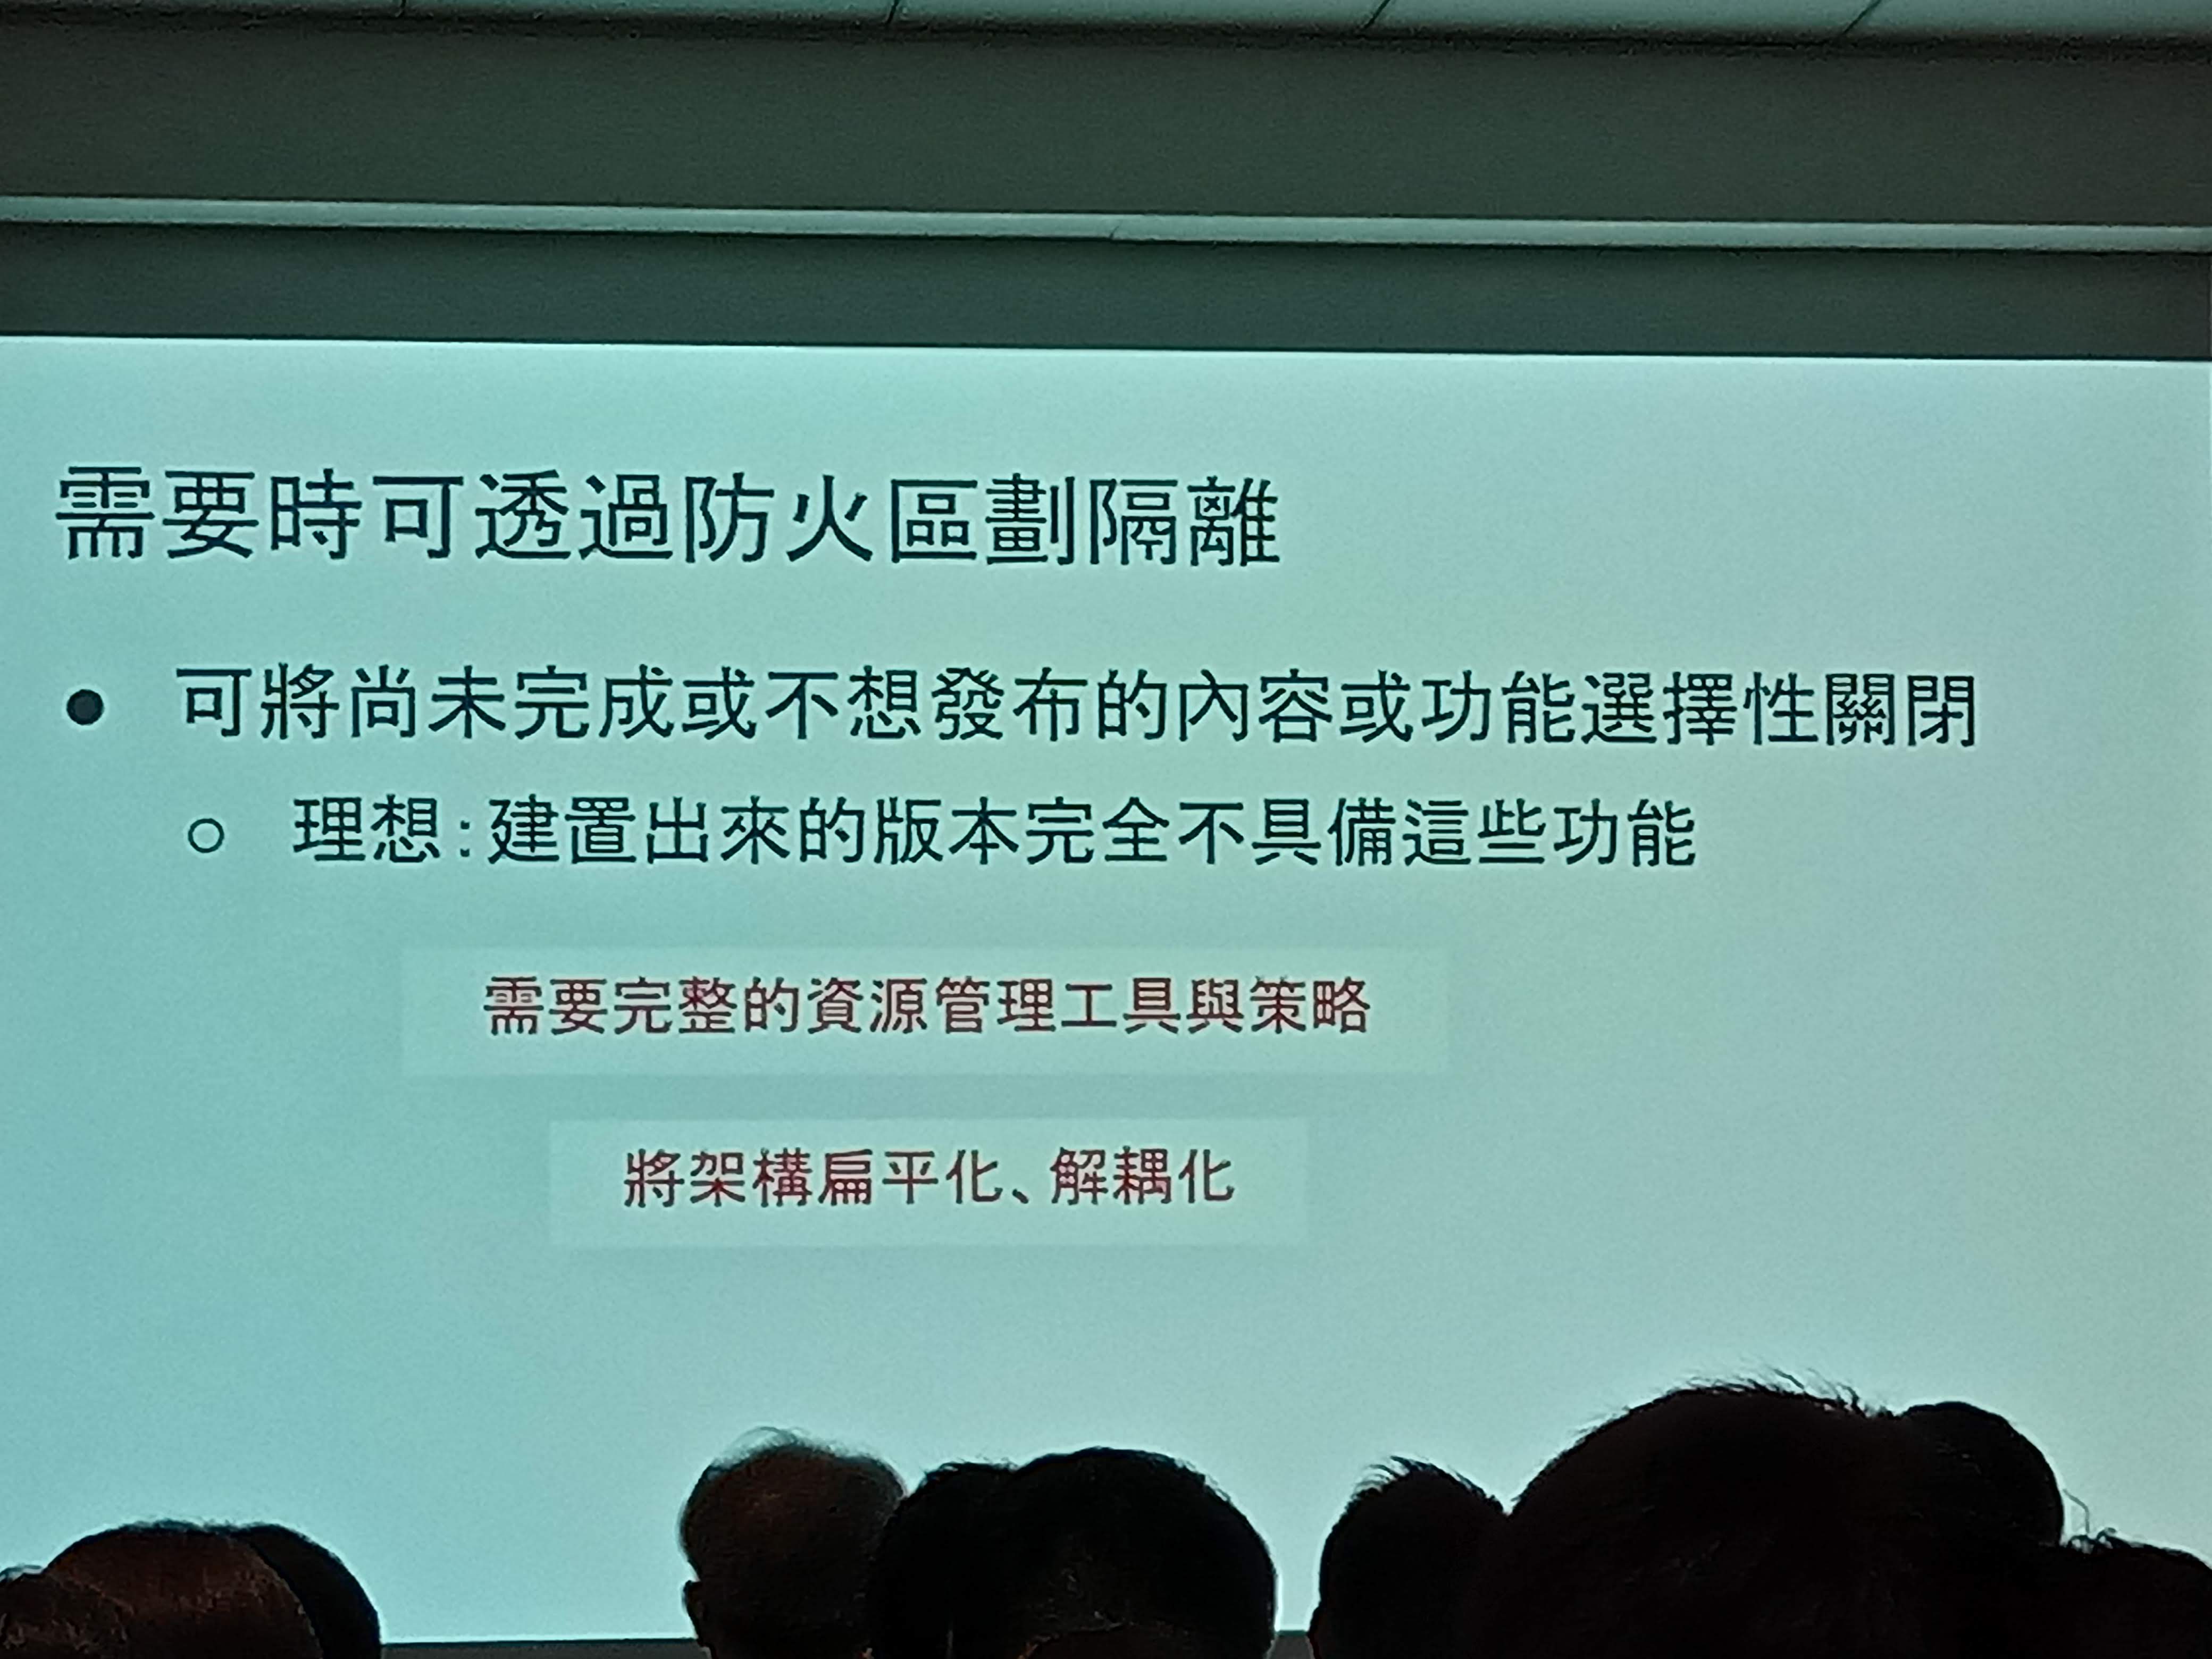 需要時可透過防火區劃隔離
● 可將尚未完成或不想發布的內容或功能選擇性關閉
○ 理想:建置出來的版本完全不具備這些功能
需要完整的資源管理工具與策略
將架構扁平化、解耦化